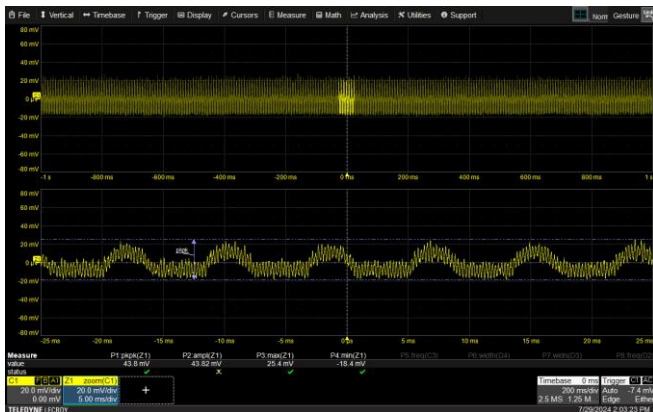 File Vertical Timebase Trigger Display Cursors Measure Math Analysis Utilities Support Norm Gesture
80 mV
60 mV
40 mV
20 mV
C1
-20 mV
-40 mV
-60 mV
-80 mV
-1 s -800 ms -600 ms -400 ms -200 ms 0 ms 200 ms 400 ms 600 ms 800 ms 1 s
80 mV
60 mV
40 mV
20 mV
pkpk
-20 mV
-40 mV
-60 mV
-80 mV
-25 ms -20 ms -15 ms -10 ms -5 ms 5 ms 10 ms 15 ms 20 ms 25 ms
Measure P1:pkpk(Z1) P2:ampl(Z1) P3:max(Z1) P4:min(Z1) P5:freq(C3) P6:width(D4) P8:freq(D2)
value 43.8 mV 43.82 mV 25.4 mV -18.4 mV
status
C1 Z1 zoom(C1) Timebase 0 ms Trigger C1 AC
20.0 mV/div 20.0 mV/div + 200 ms/div Auto -7.4 mV
0.00 mV 5.00 ms/div 2.5 MS 1.25 M Edge Either
TELEDYNE LECROY 7/29/2024 2:03:23 PM